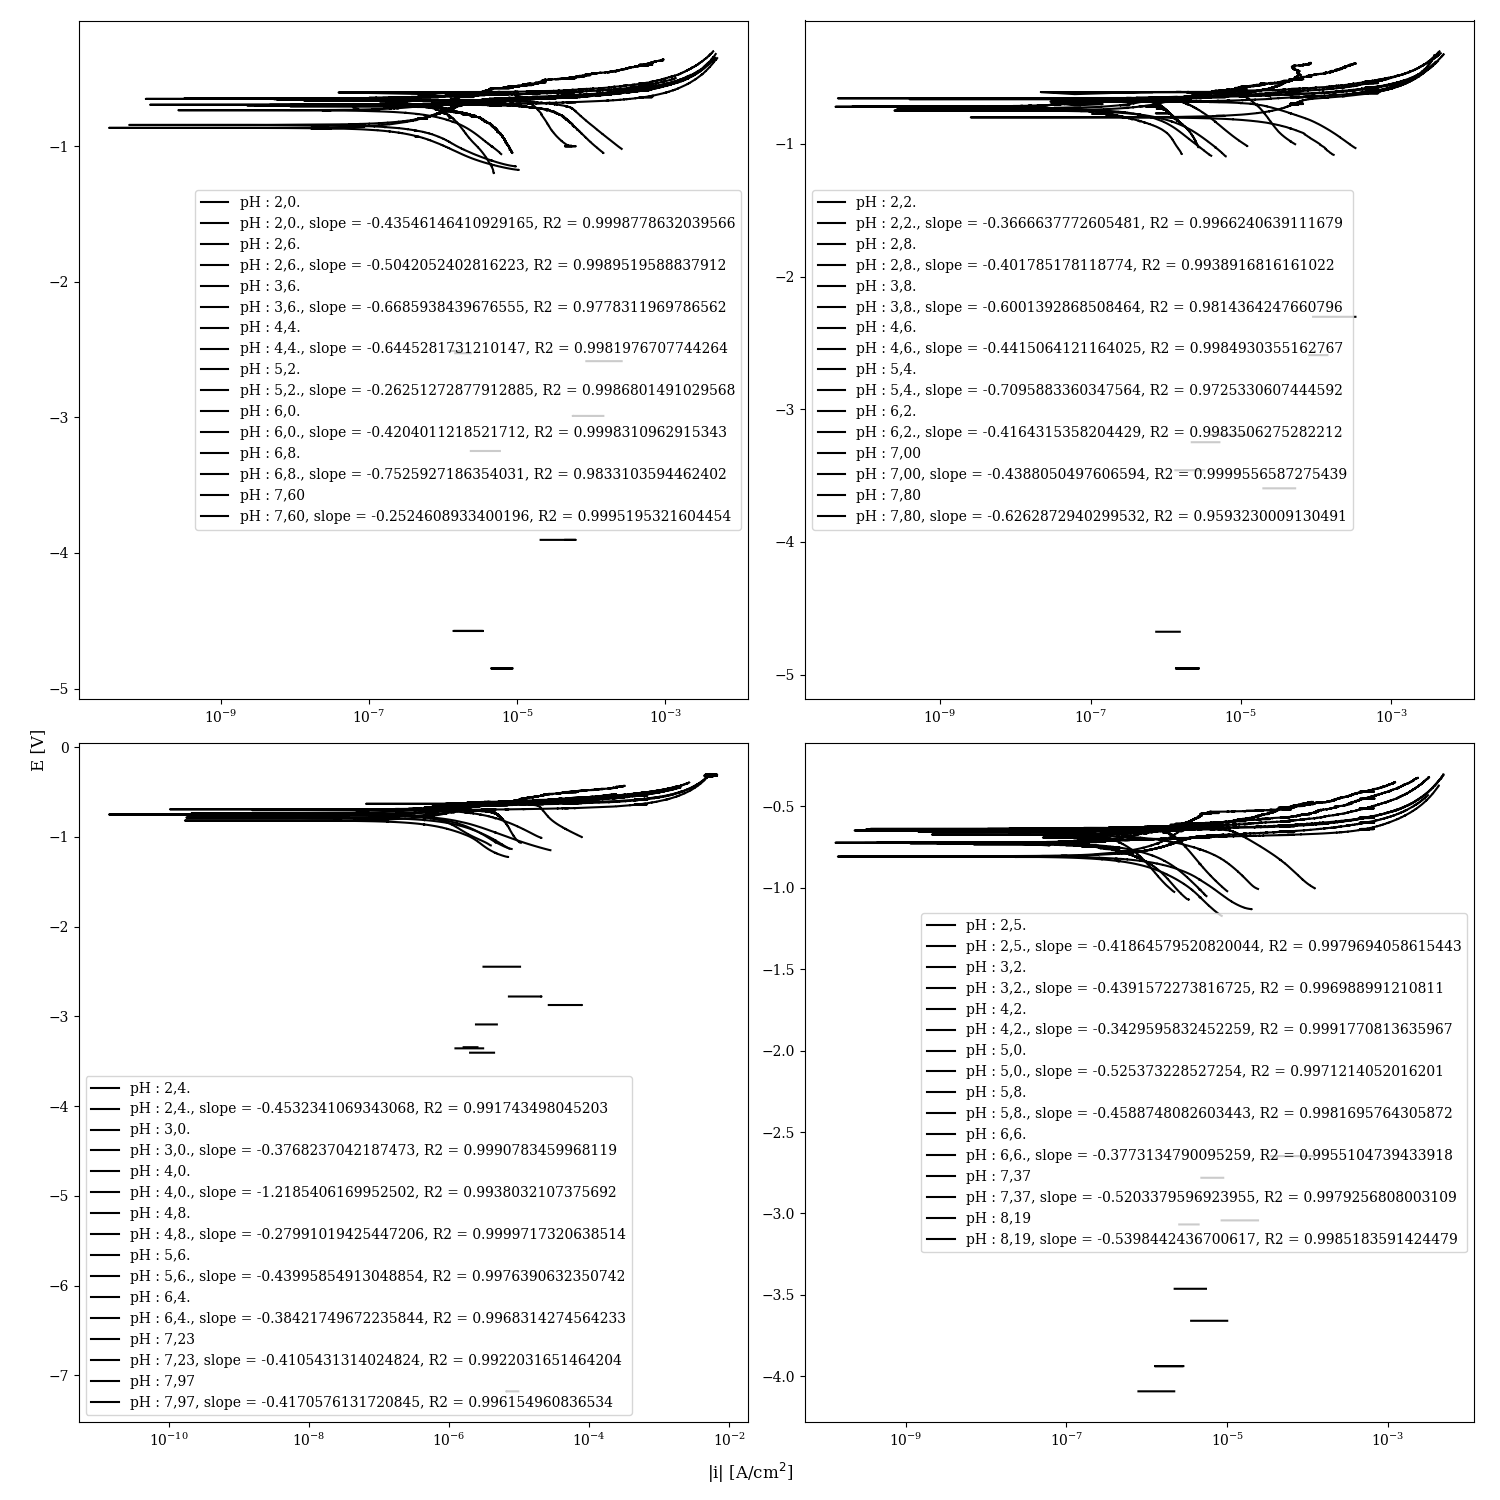 −1
−2
−3
−4
−5
pH : 2,0.
pH : 2,0., slope = -0.43546146410929165, R2 = 0.9998778632039566
pH : 2,6.
pH : 2,6., slope = -0.5042052402816223, R2 = 0.9989519588837912
pH : 3,6.
pH : 3,6., slope = -0.6685938439676555, R2 = 0.9778311969786562
pH : 4,4.
pH : 4,4., slope = -0.6445281731210147, R2 = 0.9981976707744264
pH : 5,2.
pH : 5,2., slope = -0.26251272877912885, R2 = 0.9986801491029568
pH : 6,0.
pH : 6,0., slope = -0.4204011218521712, R2 = 0.9998310962915343
pH : 6,8.
pH : 6,8., slope = -0.7525927186354031, R2 = 0.9833103594462402
pH : 7,60
pH : 7,60, slope = -0.2524608933400196, R2 = 0.9995195321604454
10⁻⁹ 10⁻⁷ 10⁻⁵ 10⁻³
−1
−2
−3
−4
−5
pH : 2,2.
pH : 2,2., slope = -0.3666637772605481, R2 = 0.9966240639111679
pH : 2,8.
pH : 2,8., slope = -0.401785178118774, R2 = 0.9938916816161022
pH : 3,8.
pH : 3,8., slope = -0.6001392868508464, R2 = 0.9814364247660796
pH : 4,6.
pH : 4,6., slope = -0.4415064121164025, R2 = 0.9984930355162767
pH : 5,4.
pH : 5,4., slope = -0.7095883360347564, R2 = 0.9725330607444592
pH : 6,2.
pH : 6,2., slope = -0.4164315358204429, R2 = 0.9983506275282212
pH : 7,00
pH : 7,00, slope = -0.4388050497606594, R2 = 0.9999556587275439
pH : 7,80
pH : 7,80, slope = -0.6262872940299532, R2 = 0.9593230009130491
10⁻⁹ 10⁻⁷ 10⁻⁵ 10⁻³
E [V]
0
−1
−2
−3
−4
−5
−6
−7
pH : 2,4.
pH : 2,4., slope = -0.4532341069343068, R2 = 0.991743498045203
pH : 3,0.
pH : 3,0., slope = -0.3768237042187473, R2 = 0.9990783459968119
pH : 4,0.
pH : 4,0., slope = -1.2185406169952502, R2 = 0.9938032107375692
pH : 4,8.
pH : 4,8., slope = -0.27991019425447206, R2 = 0.9999717320638514
pH : 5,6.
pH : 5,6., slope = -0.43995854913048854, R2 = 0.9976390632350742
pH : 6,4.
pH : 6,4., slope = -0.38421749672235844, R2 = 0.9968314274564233
pH : 7,23
pH : 7,23, slope = -0.4105431314024824, R2 = 0.9922031651464204
pH : 7,97
pH : 7,97, slope = -0.4170576131720845, R2 = 0.996154960836534
10⁻¹⁰ 10⁻⁸ 10⁻⁶ 10⁻⁴ 10⁻²
−0.5
−1.0
−1.5
−2.0
−2.5
−3.0
−3.5
−4.0
pH : 2,5.
pH : 2,5., slope = -0.41864579520820044, R2 = 0.9979694058615443
pH : 3,2.
pH : 3,2., slope = -0.4391572273816725, R2 = 0.996988991210811
pH : 4,2.
pH : 4,2., slope = -0.3429595832452259, R2 = 0.9991770813635967
pH : 5,0.
pH : 5,0., slope = -0.525373228527254, R2 = 0.9971214052016201
pH : 5,8.
pH : 5,8., slope = -0.4588748082603443, R2 = 0.9981695764305872
pH : 6,6.
pH : 6,6., slope = -0.3773134790095259, R2 = 0.9955104739433918
pH : 7,37
pH : 7,37, slope = -0.5203379596923955, R2 = 0.9979256808003109
pH : 8,19
pH : 8,19, slope = -0.5398442436700617, R2 = 0.9985183591424479
10⁻⁹ 10⁻⁷ 10⁻⁵ 10⁻³
|i| [A/cm²]